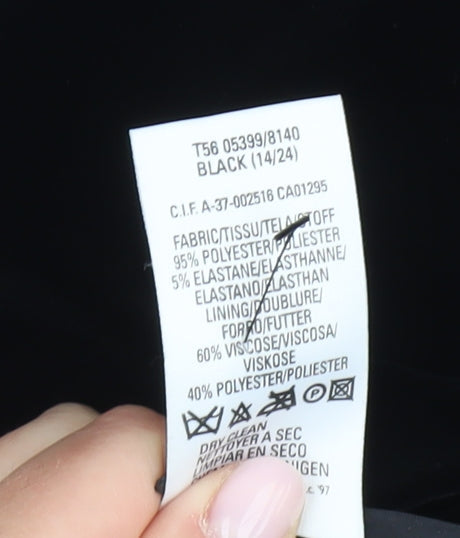 T56 05399/8140
BLACK (14/24)
C.I.F. A-37-002516 CA01295
FABRIC/TISSU/TELA/STOFF
95% POLYESTER/POLIESTER
5% ELASTANE/ELASTHANNE/
ELASTANO/ELASTHAN
LINING/DOUBLURE/
FORRO/FUTTER
60% VISCOSE/VISCOSA/
VISKOSE
40% POLYESTER/POLIESTER
P
DRY CLEAN
NETTOYER A SEC
LIMPIAR EN SECO
'97